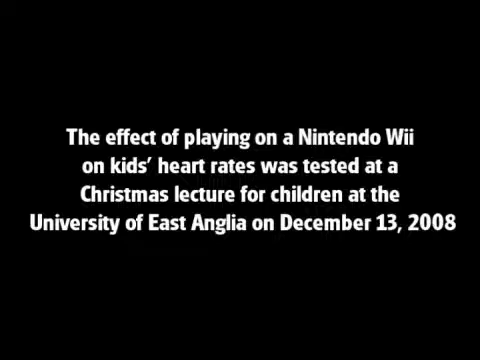 The effect of playing on a Nintendo Wii
on kids’ heart rates was tested at a
Christmas lecture for children at the
University of East Anglia on December 13, 2008